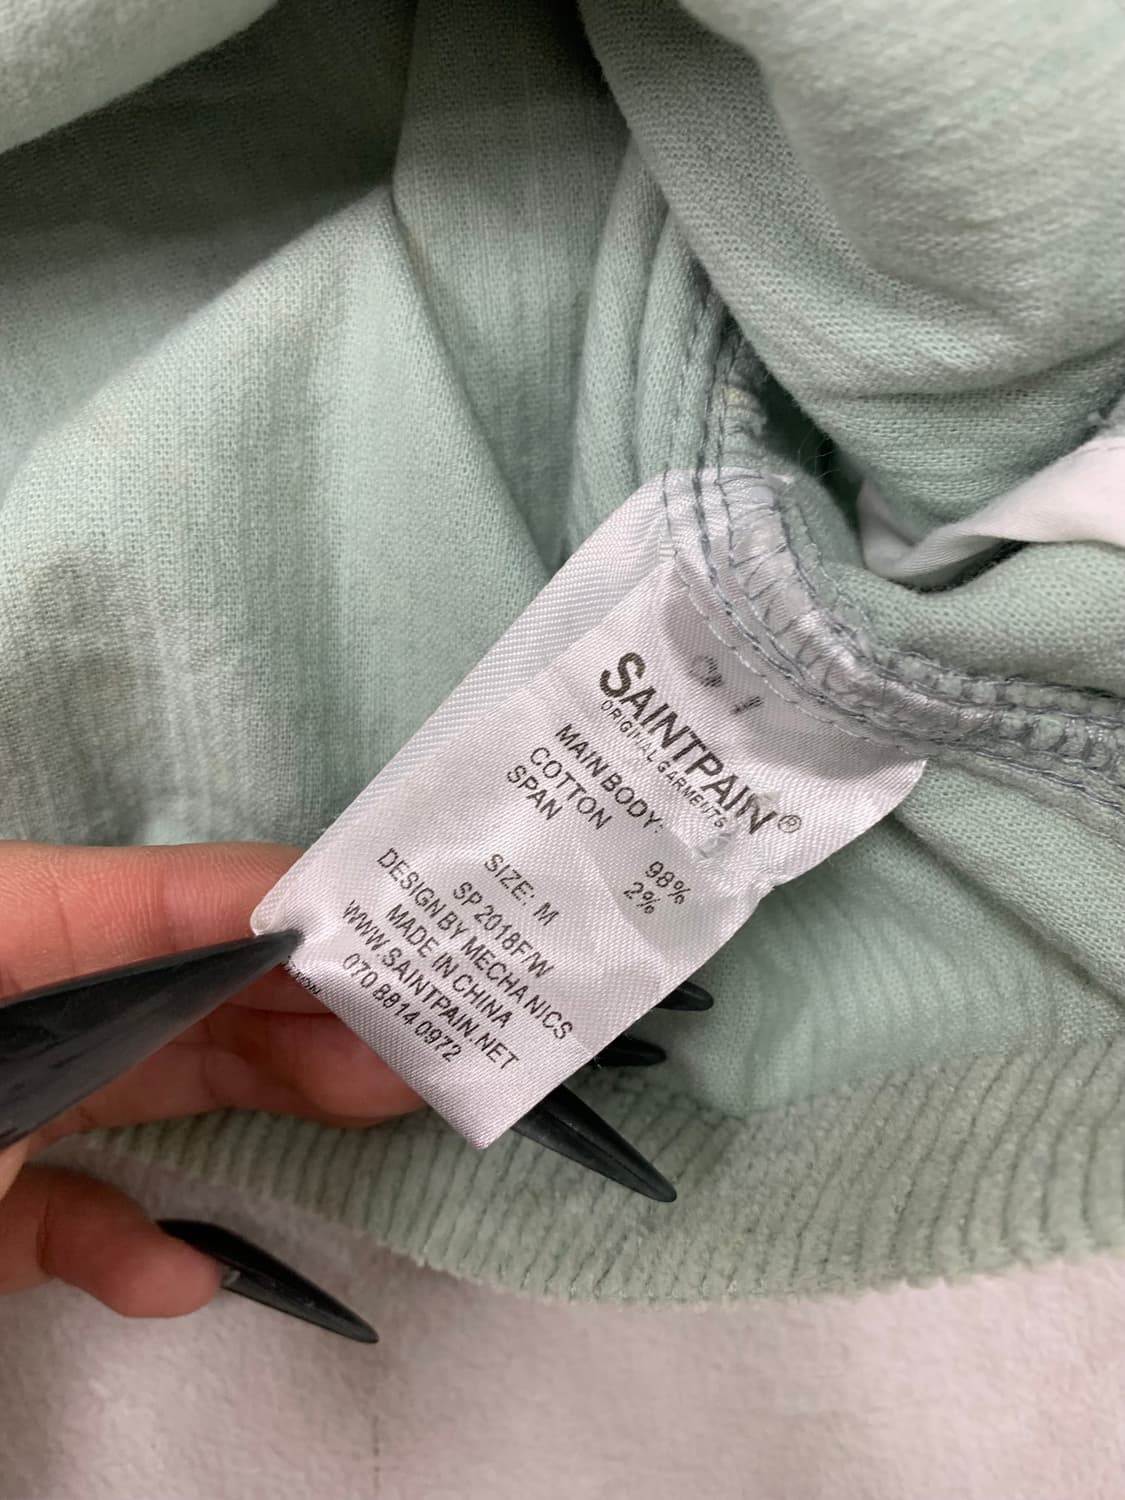 SAINTPAIN®
ORIGINAL GARMENTS
MAIN BODY:
COTTON 98%
SPAN 2%
SIZE: M
SP 2018F/W
DESIGN BY MECHANICS
MADE IN CHINA
WWW.SAINTPAIN.NET
070 8814 0972